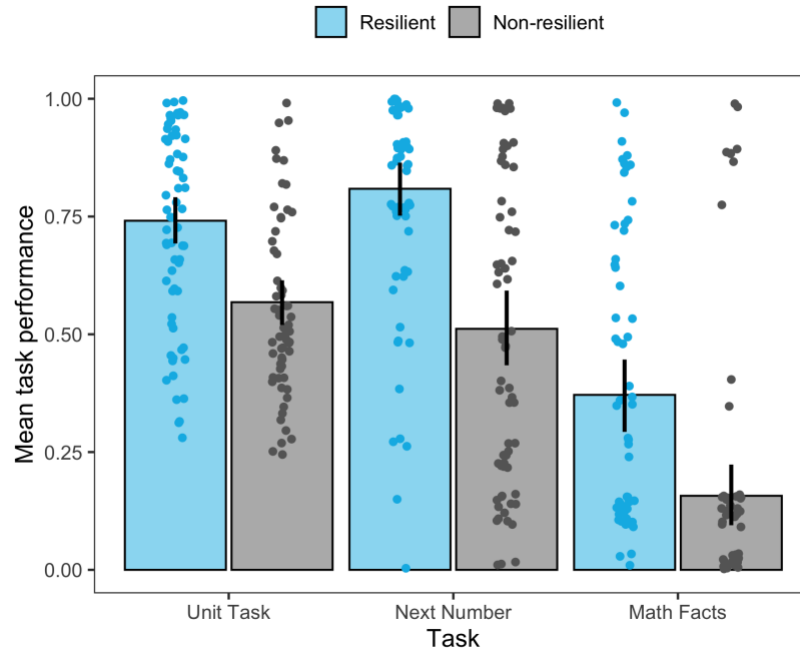 Resilient Non-resilient
1.00
0.75
0.50
0.25
0.00
Mean task performance
Unit Task Next Number Math Facts
Task